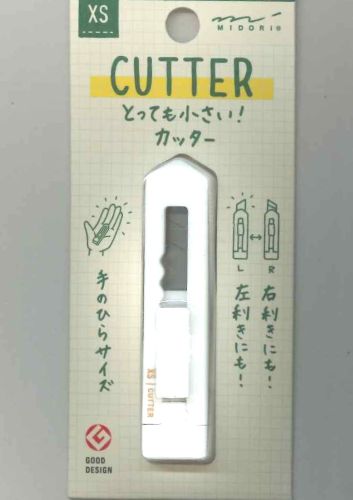 XS
MIDORI®
CUTTER
とっても小さい!
カッター
手のひらサイズ
L ↔ R
左利きにも!
右利きにも!
XS CUTTER
G
GOOD
DESIGN